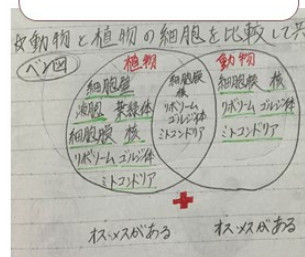 動物と植物の細胞を比較して
ベン図
植物
動物
細胞壁
液胞 葉緑体
細胞膜 核
リボソーム ゴルジ体
ミトコンドリア
細胞膜
核
リボソーム
ゴルジ体
ミトコンドリア
細胞膜 核
リボソーム ゴルジ体
ミトコンドリア
オス・メスがある
オス・メスがある